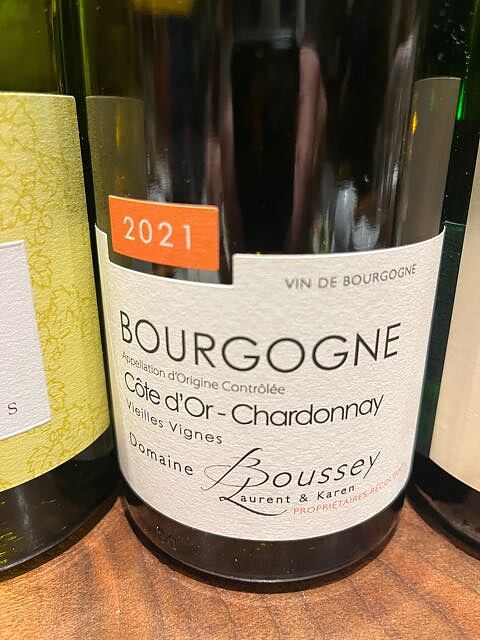 2021
VIN DE BOURGOGNE
BOURGOGNE
Appellation d'Origine Contrôlée
Côte d'Or - Chardonnay
Vieilles Vignes
Domaine Boussey
Laurent & Karen
PROPRIÉTAIRES RÉCOLTANTS
S